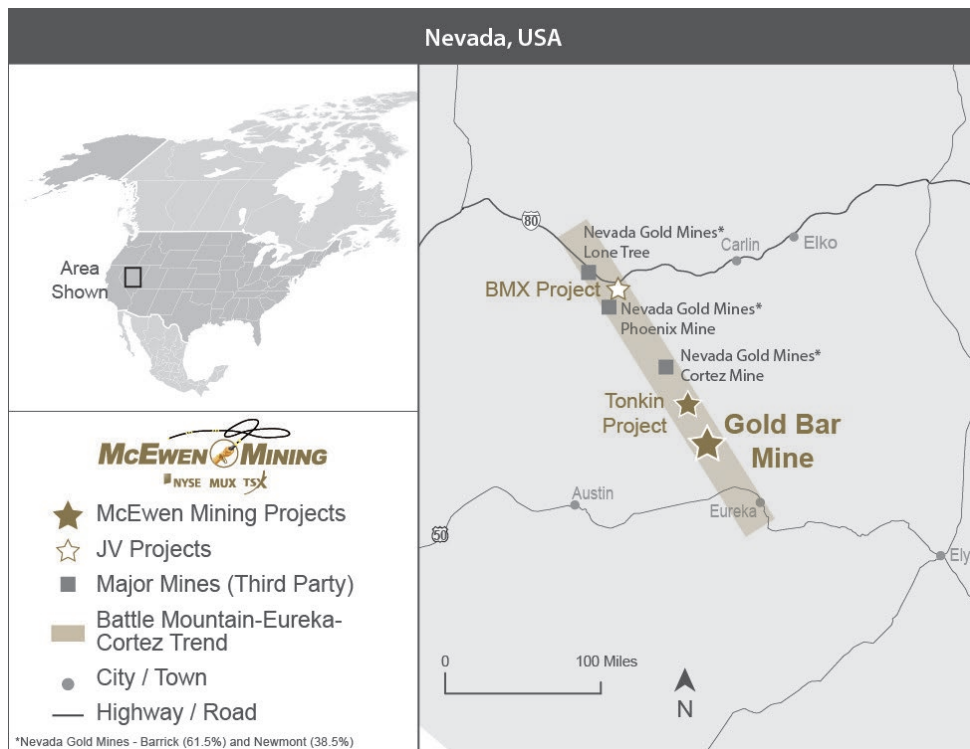 Nevada, USA
Area
Shown
McEWEN MINING
NYSE MUX TSX
McEwen Mining Projects
JV Projects
Major Mines (Third Party)
Battle Mountain-Eureka-
Cortez Trend
City / Town
Highway / Road
*Nevada Gold Mines - Barrick (61.5%) and Newmont (38.5%)
80
Nevada Gold Mines*
Lone Tree
Carlin
Elko
BMX Project
Nevada Gold Mines*
Phoenix Mine
Nevada Gold Mines*
Cortez Mine
Tonkin
Project
Gold Bar
Mine
Austin
Eureka
50
Ely
0
100 Miles
N